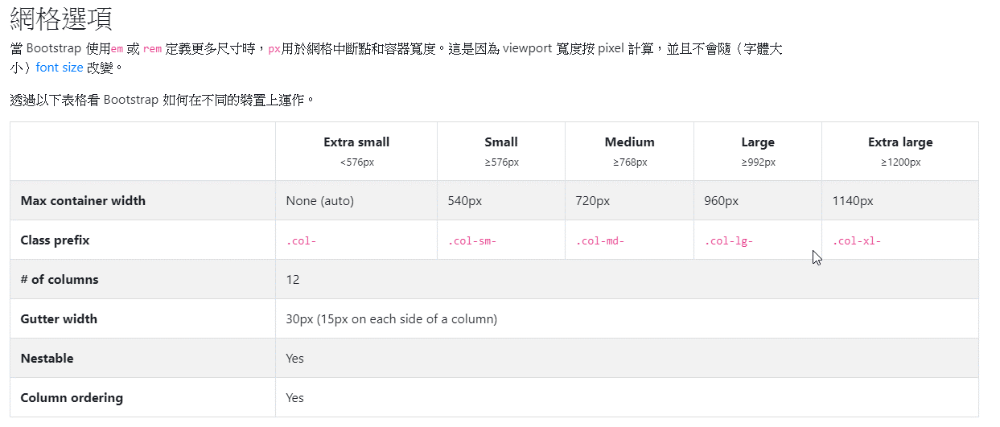 網格選項
當 Bootstrap 使用em 或 rem 定義更多尺寸時，px用於網格中斷點和容器寬度。這是因為 viewport 寬度按 pixel 計算，並且不會隨（字體大
小）font size 改變。
透過以下表格看 Bootstrap 如何在不同的裝置上運作。
Extra small Small Medium Large Extra large
<576px ≥576px ≥768px ≥992px ≥1200px
Max container width None (auto) 540px 720px 960px 1140px
Class prefix .col- .col-sm- .col-md- .col-lg- .col-xl-
# of columns 12
Gutter width 30px (15px on each side of a column)
Nestable Yes
Column ordering Yes